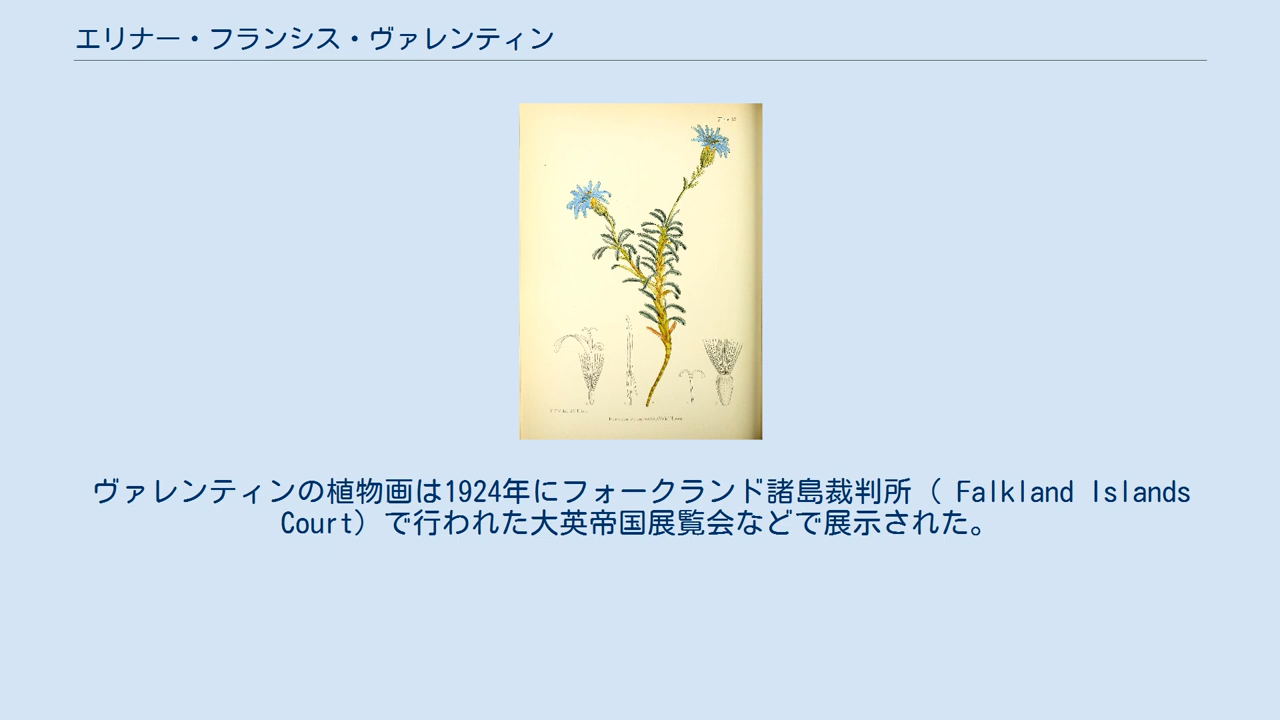 エリナー・フランシス・ヴァレンティン
ヴァレンティンの植物画は1924年にフォークランド諸島裁判所（ Falkland Islands
Court）で行われた大英帝国展覧会などで展示された。